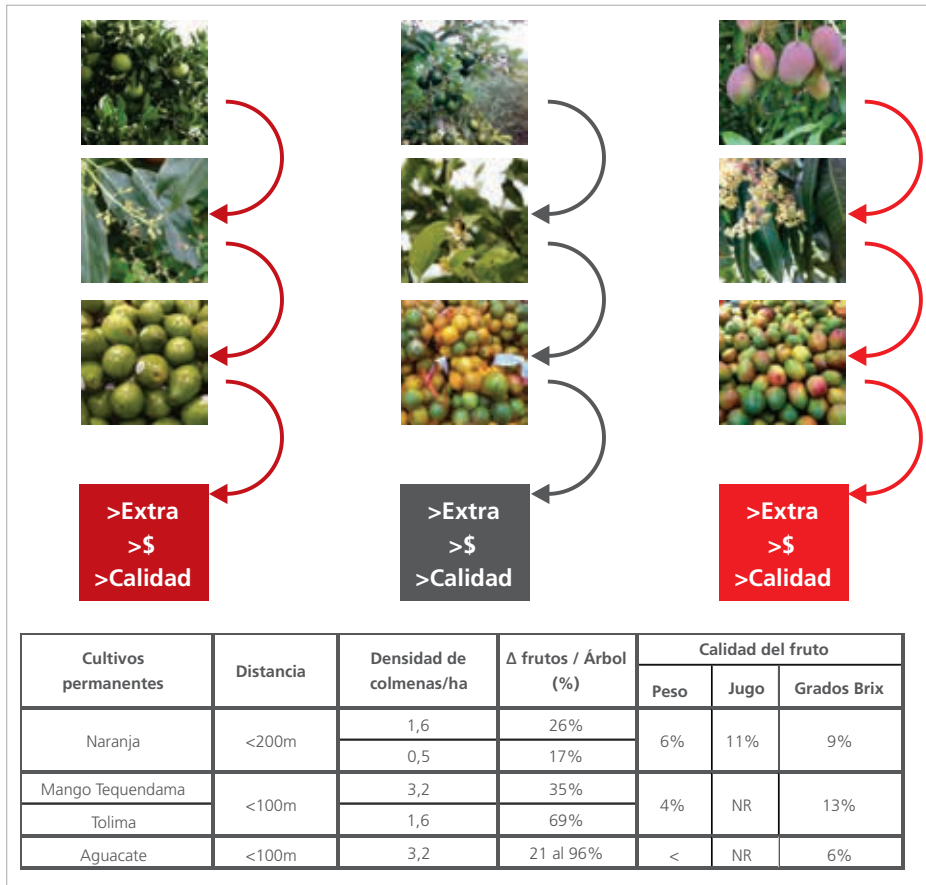 >Extra
>$
>Calidad
>Extra
>$
>Calidad
>Extra
>$
>Calidad
Cultivos permanentes Distancia Densidad de colmenas/ha Δ frutos / Árbol (%) Calidad del fruto
Peso Jugo Grados Brix
Naranja <200m 1,6 26% 6% 11% 9%
0,5 17%
Mango Tequendama <100m 3,2 35% 4% NR 13%
Tolima 1,6 69%
Aguacate <100m 3,2 21 al 96% < NR 6%